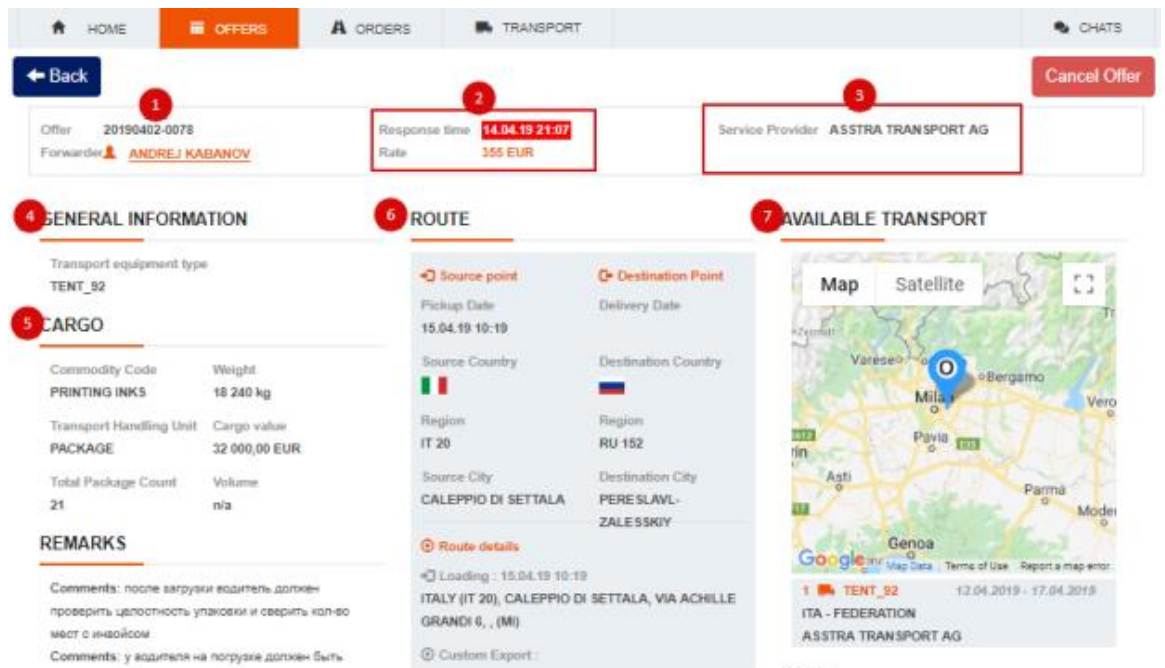 HOME
OFFERS
ORDERS
TRANSPORT
CHATS
Back
Cancel Offer
1
2
3
Offer 20190402-0078
Forwarder ANDREJ KABANOV
Response time 14.04.19 21:07
Rate 355 EUR
Service Provider ASSTRA TRANSPORT AG
4 GENERAL INFORMATION
Transport equipment type
TENT_92
5 CARGO
Commodity Code Weight
PRINTING INKS 18 240 kg
Transport Handling Unit Cargo value
PACKAGE 32 000,00 EUR
Total Package Count Volume
21 n/a
REMARKS
Comments: после загрузки водитель должен
проверить целостность упаковки и сверить кол-во
мест с инвойсом
Comments: у водителя на погрузке должен быть
6 ROUTE
Source point Destination Point
Pickup Date Delivery Date
15.04.19 10:19
Source Country Destination Country
Region Region
IT 20 RU 152
Source City Destination City
CALEPPIO DI SETTALA PERESLAVL-
ZALESSKIY
Route details
Loading : 15.04.19 10:19
ITALY (IT 20), CALEPPIO DI SETTALA, VIA ACHILLE
GRANDI 6, , (MI)
Custom Export :
7 AVAILABLE TRANSPORT
Map Satellite
Varese
O
Bergamo
Milan
Vero
Pavia
E35
rin
Asti
Parma
Moder
Genoa
Google Map Data Terms of Use Report a map error
1 TENT_92 12.04.2019 - 17.04.2019
ITA - FEDERATION
ASSTRA TRANSPORT AG